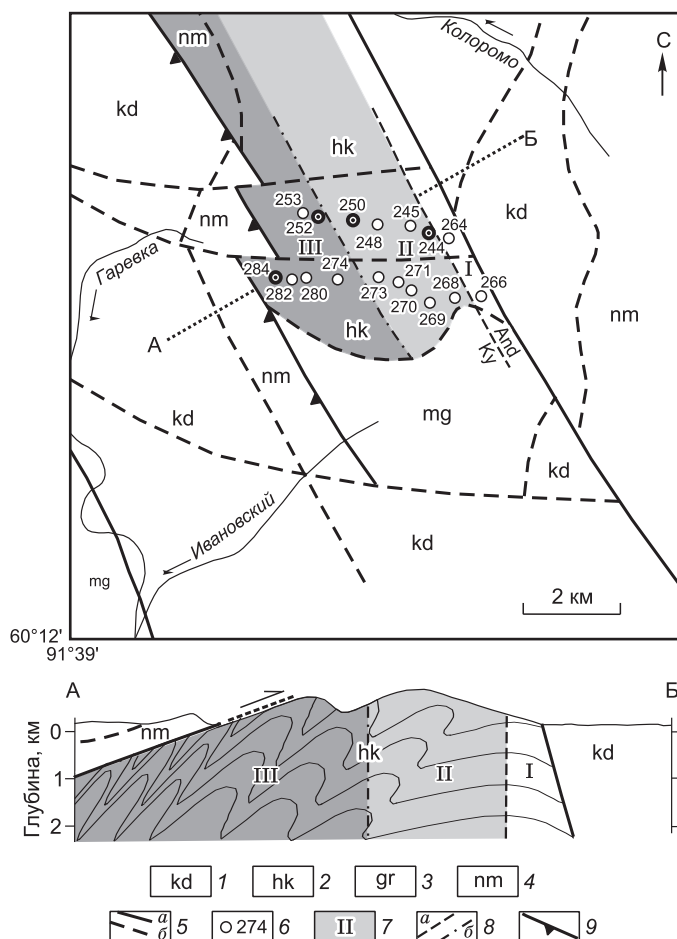 nm
Колоромо
С
kd
Б
hk
kd
253
250
245
264
nm
252
248
II
244
III
I
284
274
271
Гаревка
282
280
273
270
268
266
269
nm
А
hk
And
Ky
nm
mg
kd
kd
Ивановский
kd
mg
2 км
60°12'
91°39'
А
Б
nm
0
hk
kd
III
II
I
1
2
Глубина, км
kd 1 hk 2 gr 3 nm 4
а б 5 274 6 II 7 а б 8 9